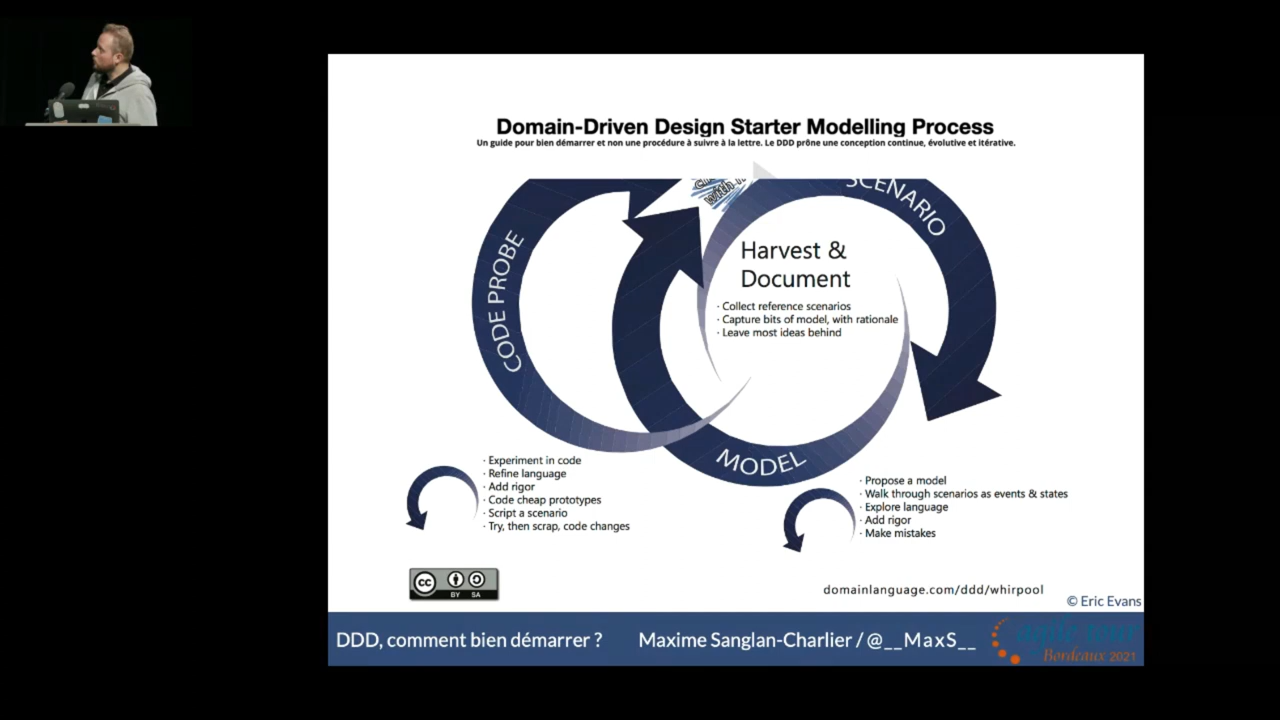 Domain-Driven Design Starter Modelling Process
Un guide pour bien démarrer et non une procédure à suivre à la lettre. Le DDD prône une conception continue, évolutive et itérative.
SCENARIO
CODE PROBE
Harvest &
Document
· Collect reference scenarios
· Capture bits of model, with rationale
· Leave most ideas behind
MODEL
· Experiment in code
· Refine language
· Add rigor
· Code cheap prototypes
· Script a scenario
· Try, then scrap, code changes
· Propose a model
· Walk through scenarios as events & states
· Explore language
· Add rigor
· Make mistakes
cc
BY SA
domainlanguage.com/ddd/whirpool
© Eric Evans
DDD, comment bien démarrer ?
Maxime Sanglan-Charlier / @__MaxS__
agile tour
Bordeaux 2021